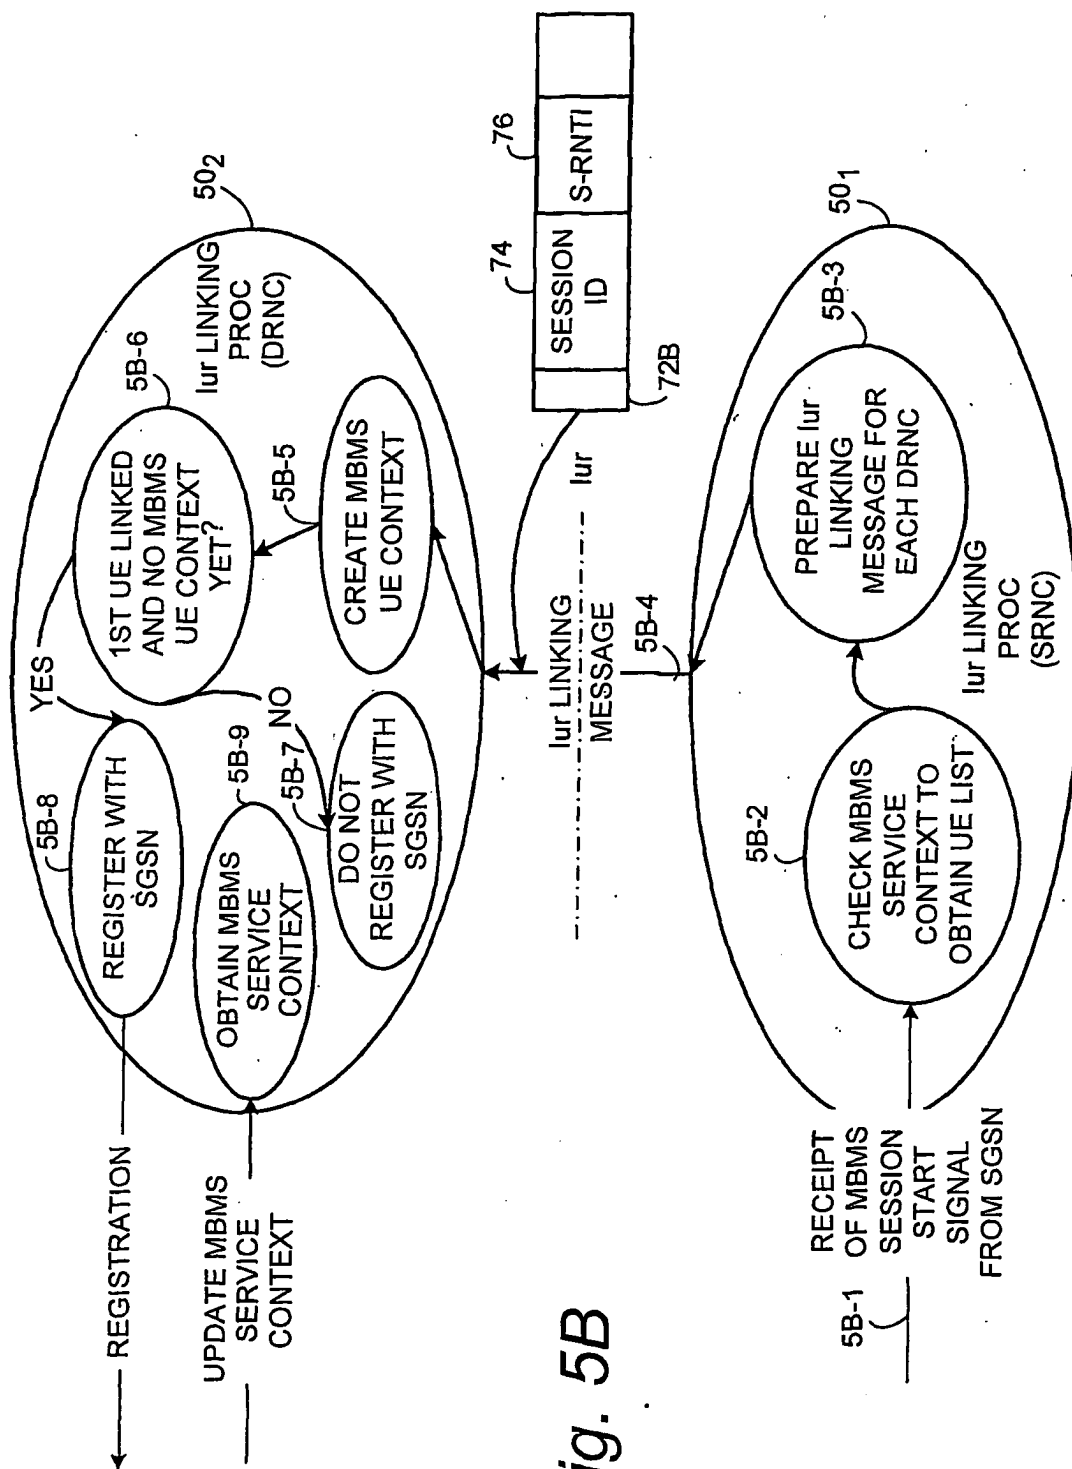 REGISTRATION
UPDATE MBMS
SERVICE
CONTEXT
5B-8
REGISTER WITH
SGSN
YES
1ST UE LINKED
AND NO MBMS
UE CONTEXT
YET?
5B-6
Iur LINKING
PROC
(DRNC)
502
5B-9
OBTAIN MBMS
SERVICE
CONTEXT
NO
5B-7
DO NOT
REGISTER WITH
SGSN
5B-5
CREATE MBMS
UE CONTEXT
Iur LINKING
MESSAGE
5B-4
Iur
72B
74
SESSION
ID
76
S-RNTI
501
5B-3
PREPARE Iur
LINKING
MESSAGE FOR
EACH DRNC
Iur LINKING
PROC
(SRNC)
5B-2
CHECK MBMS
SERVICE
CONTEXT TO
OBTAIN UE LIST
RECEIPT
OF MBMS
SESSION
START
SIGNAL
FROM SGSN
5B-1
ig. 5B